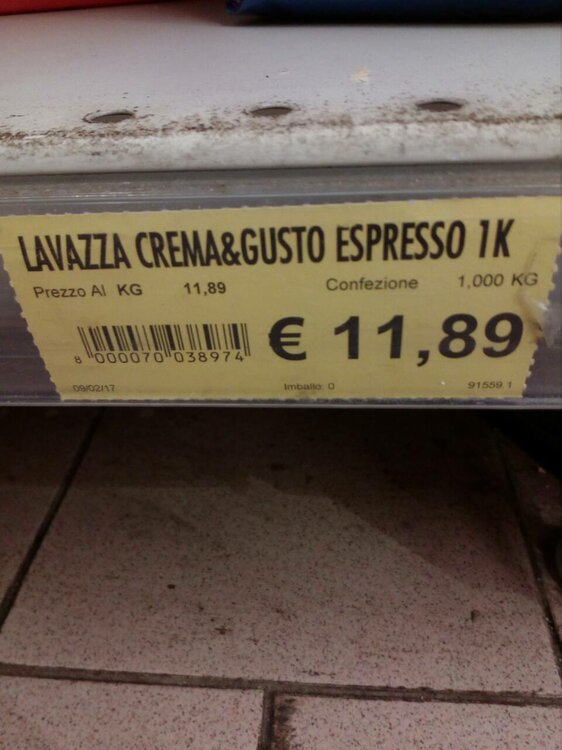 LAVAZZA CREMA&GUSTO ESPRESSO 1K
Prezzo Al KG 11,89 Confezione 1,000 KG
8 000070 038974 € 11,89
09/02/17 Imballo: 0 91559 1